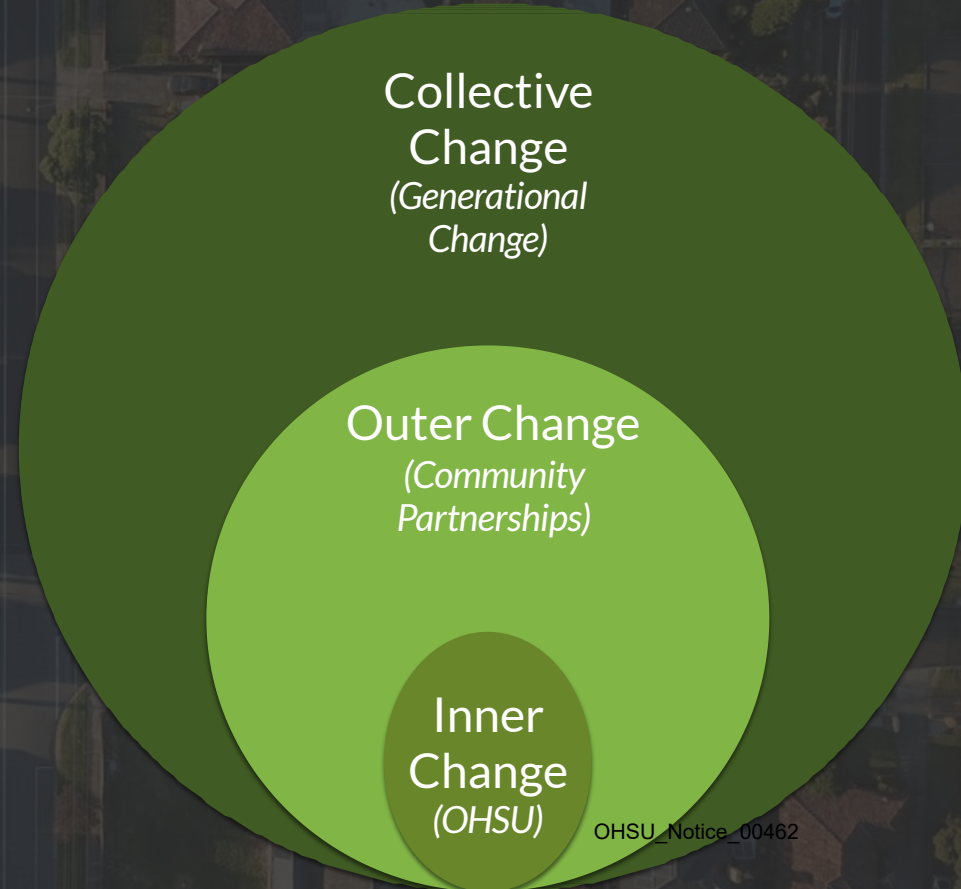 Collective
Change
(Generational
Change)
Outer Change
(Community
Partnerships)
Inner
Change
(OHSU)
OHSU_Notice_00462